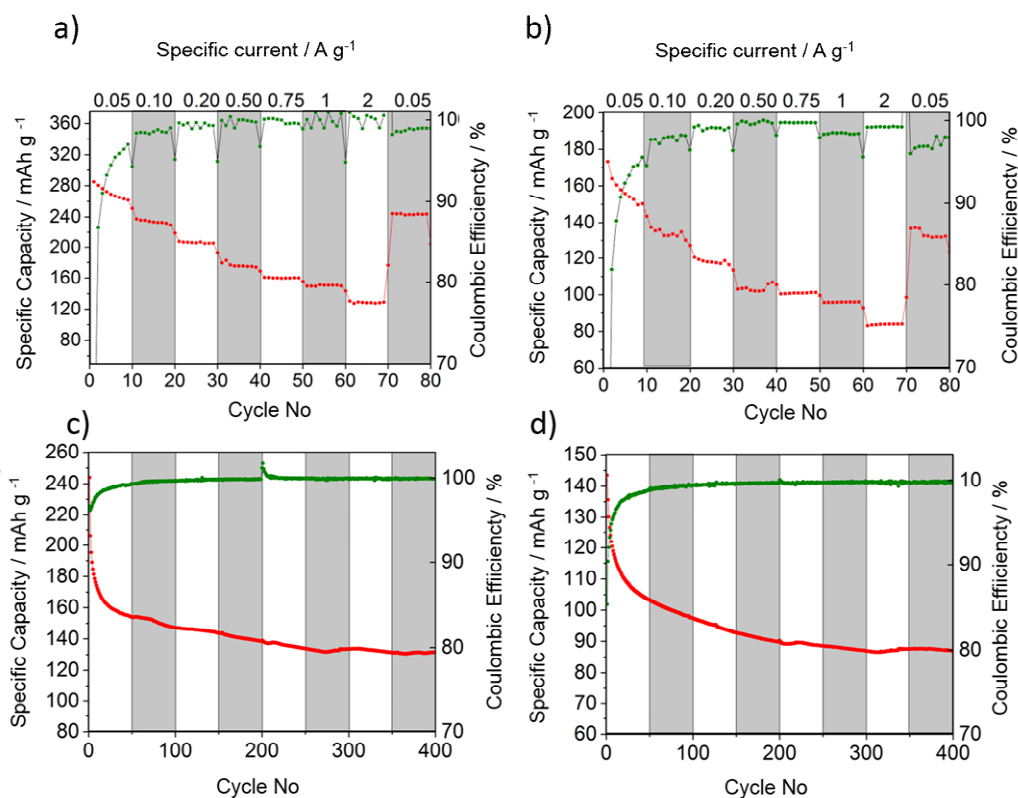 a)
Specific current / A g-1
0.05 0.10 0.20 0.50 0.75 1 2 0.05
Specific Capacity / mAh g-1
360
320
280
240
200
160
120
80
100
90
80
70
Coulombic Effiiciencty / %
0 10 20 30 40 50 60 70 80
Cycle No
b)
Specific current / A g-1
0.05 0.10 0.20 0.50 0.75 1 2 0.05
Specific Capacity / mAh g-1
200
180
160
140
120
100
80
60
100
90
80
70
Coulombic Effiiciencty / %
0 10 20 30 40 50 60 70 80
Cycle No
c)
Specific Capacity / mAh g-1
260
240
220
200
180
160
140
120
100
80
100
90
80
70
Coulombic Effiiciencty / %
0 100 200 300 400
Cycle No
d)
Specific Capacity / mAh g-1
150
140
130
120
110
100
90
80
70
60
10
90
80
70
Coulombic Effiiciencty / %
0 100 200 300 400
Cycle No